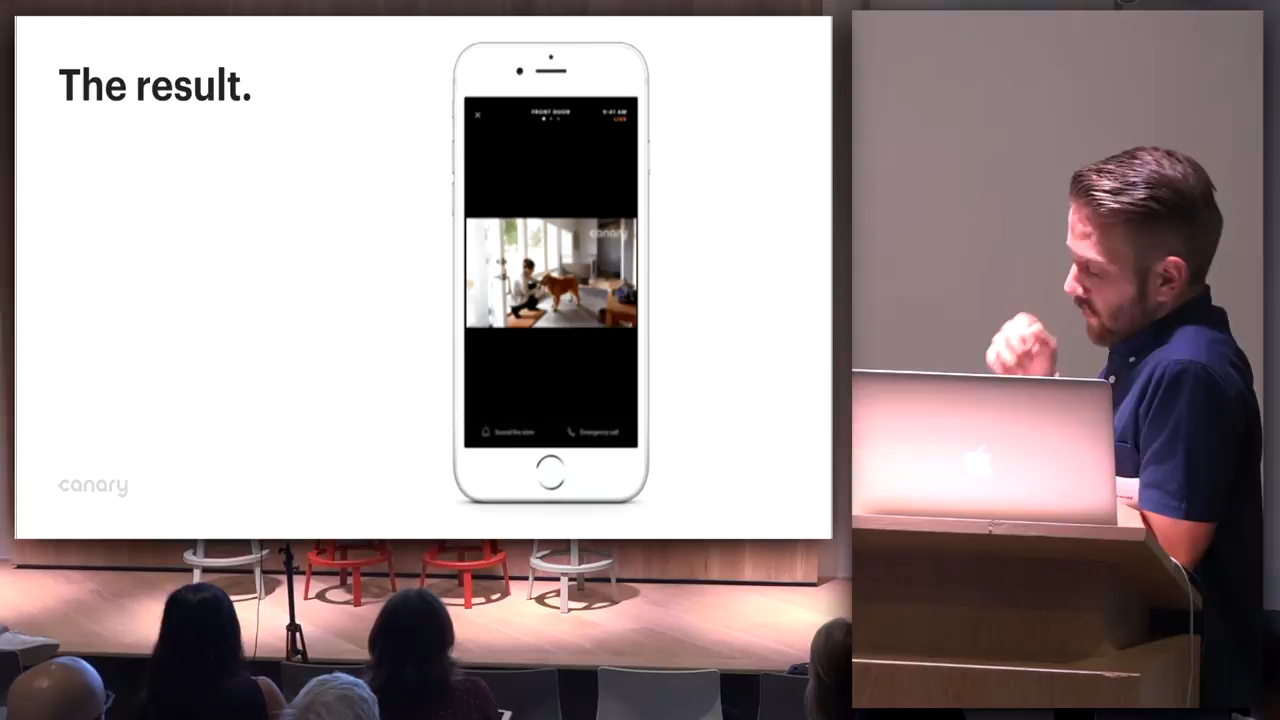 The result.
FRONT DOOR
9:41 AM
LIVE
canary
Sound the siren
Emergency call
canary